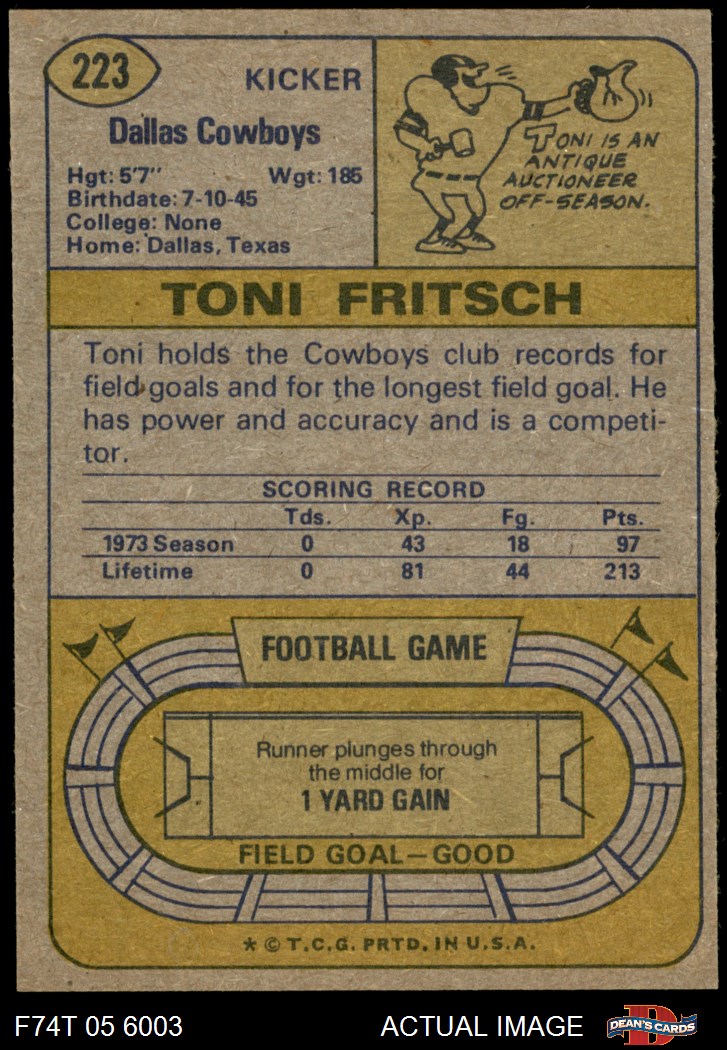 223
KICKER
Dallas Cowboys
Hgt: 5'7" Wgt: 185
Birthdate: 7-10-45
College: None
Home: Dallas, Texas
TONI IS AN
ANTIQUE
AUCTIONEER
OFF-SEASON.
TONI FRITSCH
Toni holds the Cowboys club records for
field goals and for the longest field goal. He
has power and accuracy and is a competi-
tor.
SCORING RECORD
Tds. Xp. Fg. Pts.
1973 Season 0 43 18 97
Lifetime 0 81 44 213
FOOTBALL GAME
Runner plunges through
the middle for
1 YARD GAIN
FIELD GOAL—GOOD
* © T.C.G. PRTD. IN U.S.A.
F74T 05 6003 ACTUAL IMAGE D DEAN'S CARDS